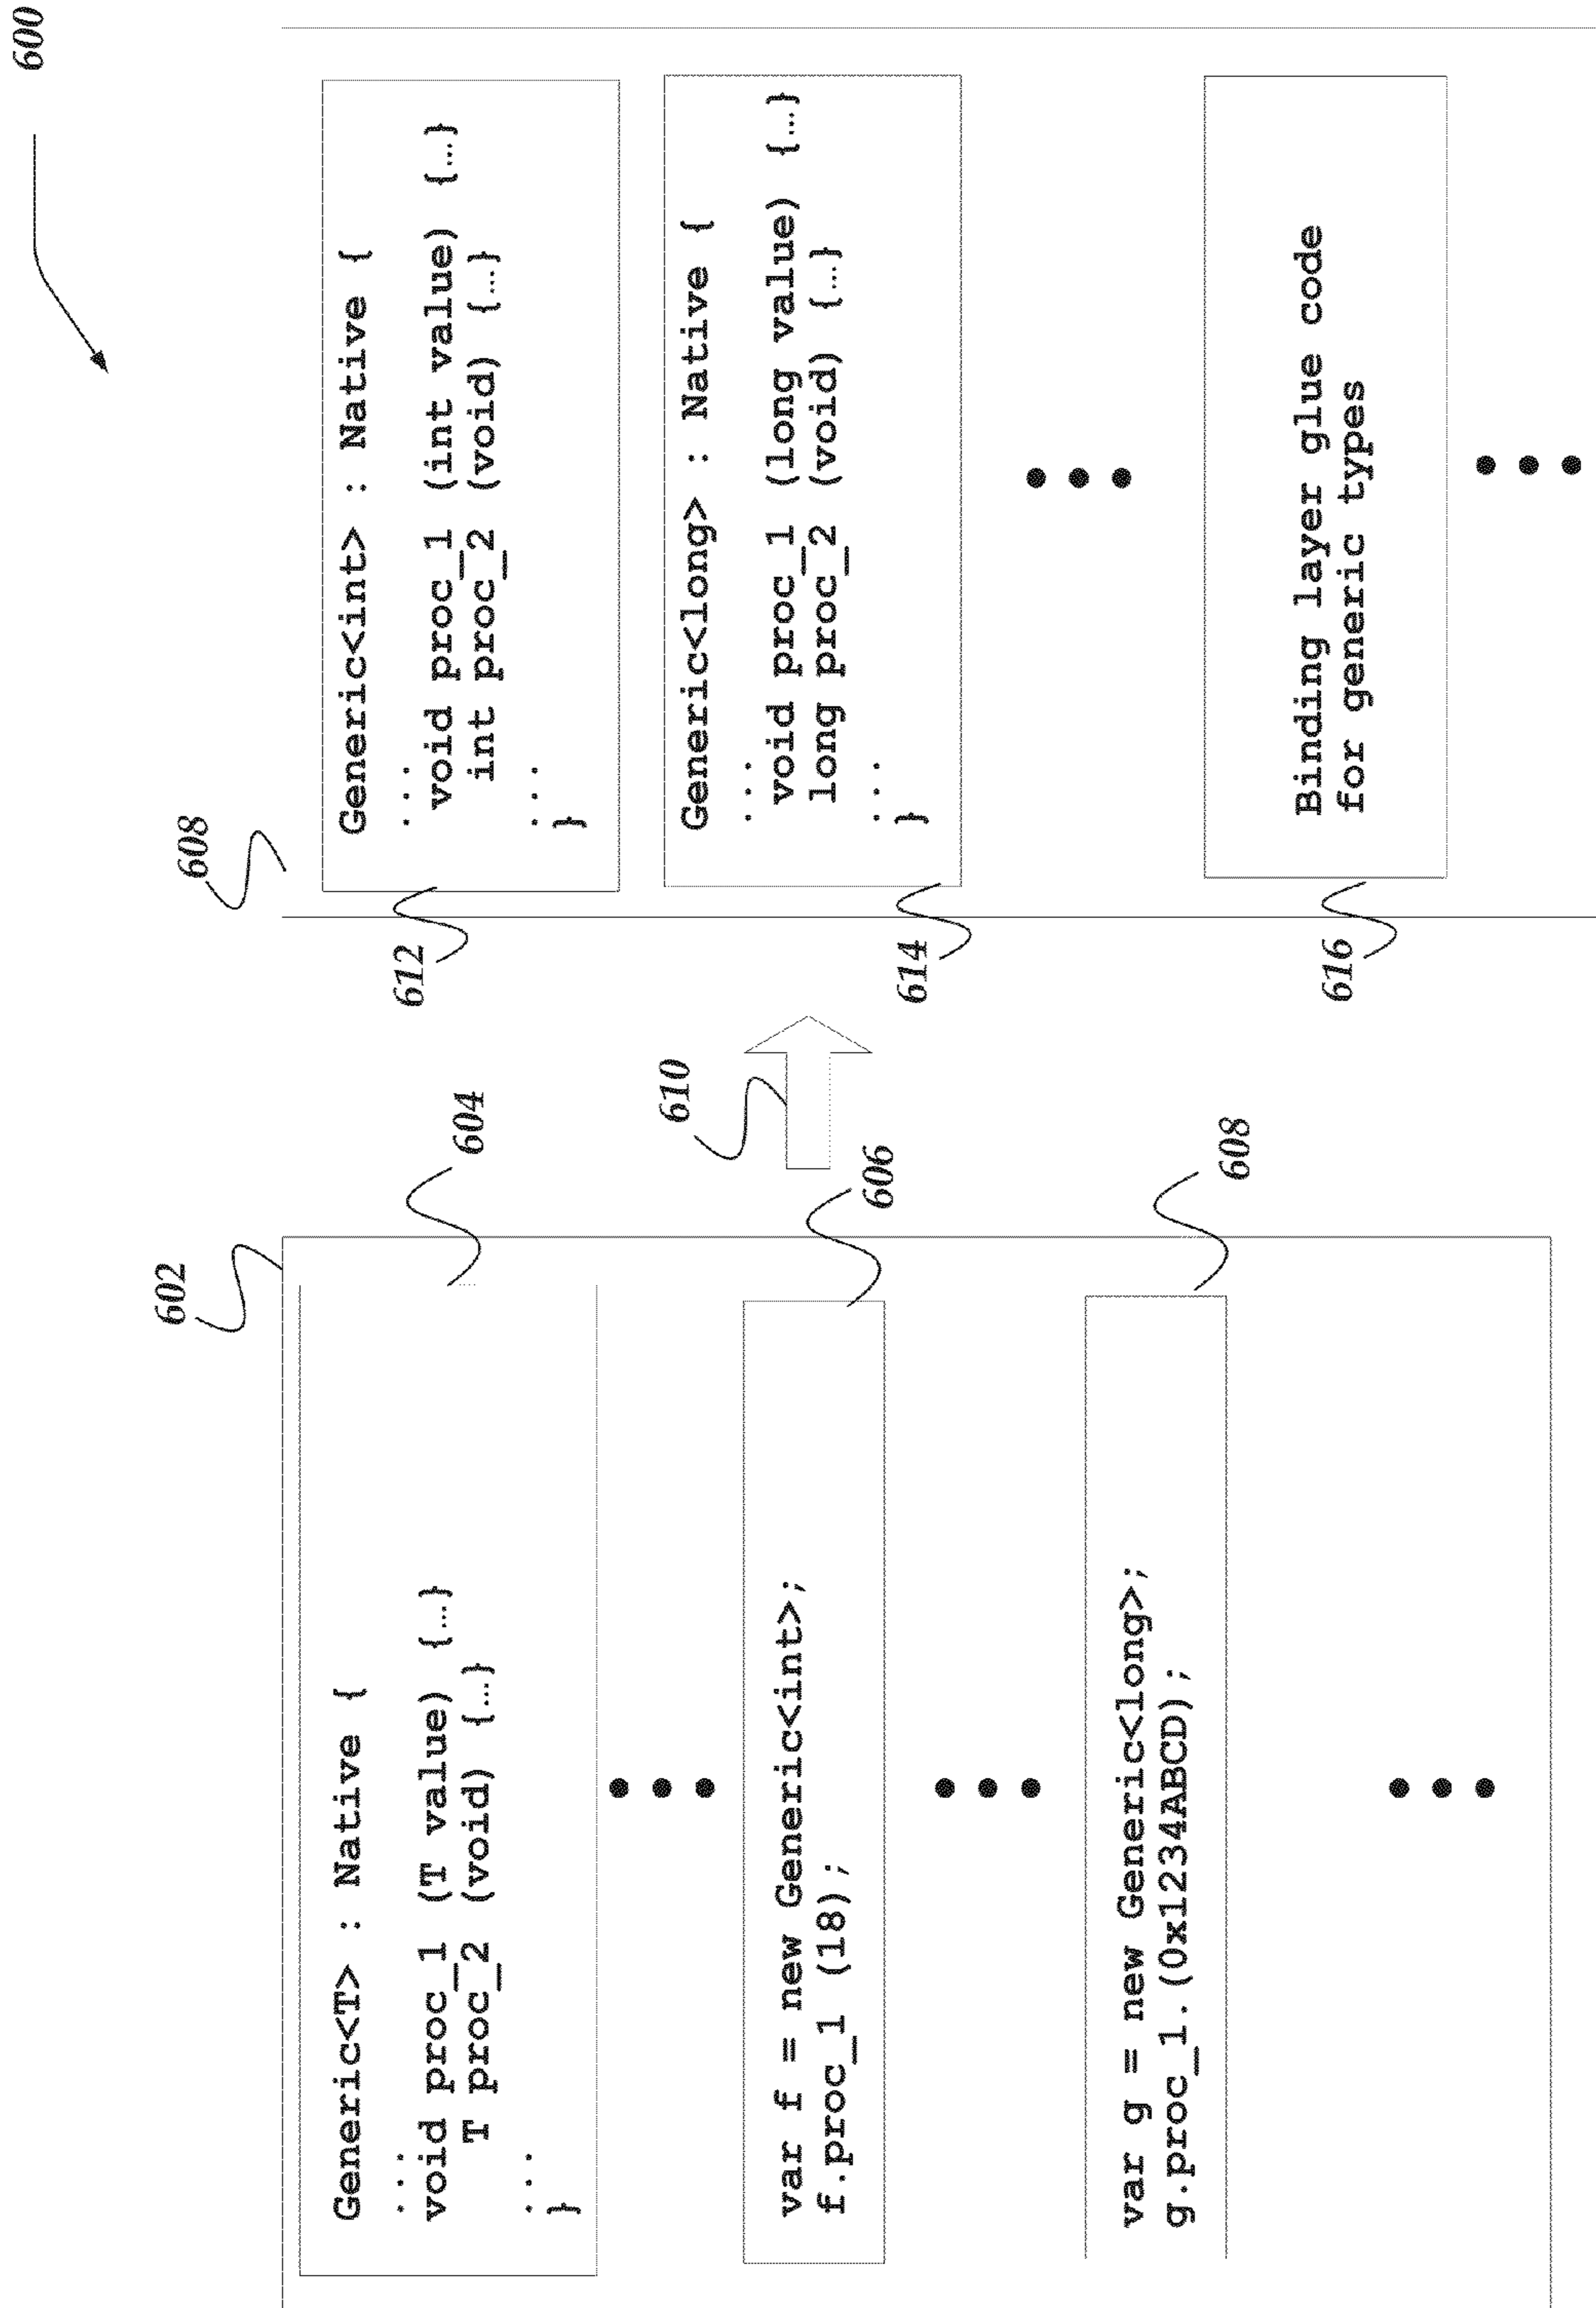 600
602
604
Generic<T> : Native {
...
void proc_1 (T value) {...}
T proc_2 (void) {...}
...
}
606
var f = new Generic<int>;
f.proc_1 (18);
608
var g = new Generic<long>;
g.proc_1.(0x1234ABCD);
610
608
612
Generic<int> : Native {
...
void proc_1 (int value) {...}
int proc_2 (void) {...}
...
}
614
Generic<long> : Native {
...
void proc_1 (long value) {...}
long proc_2 (void) {...}
...
}
616
Binding layer glue code
for generic types